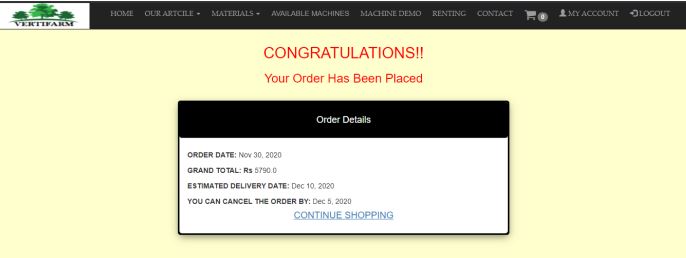 VERTIFARM
HOME OUR ARTCILE MATERIALS AVAILABLE MACHINES MACHINE DEMO RENTING CONTACT 0 MY ACCOUNT LOGOUT
CONGRATULATIONS!!
Your Order Has Been Placed
Order Details
ORDER DATE: Nov 30, 2020
GRAND TOTAL: Rs 5790.0
ESTIMATED DELIVERY DATE: Dec 10, 2020
YOU CAN CANCEL THE ORDER BY: Dec 5, 2020
CONTINUE SHOPPING